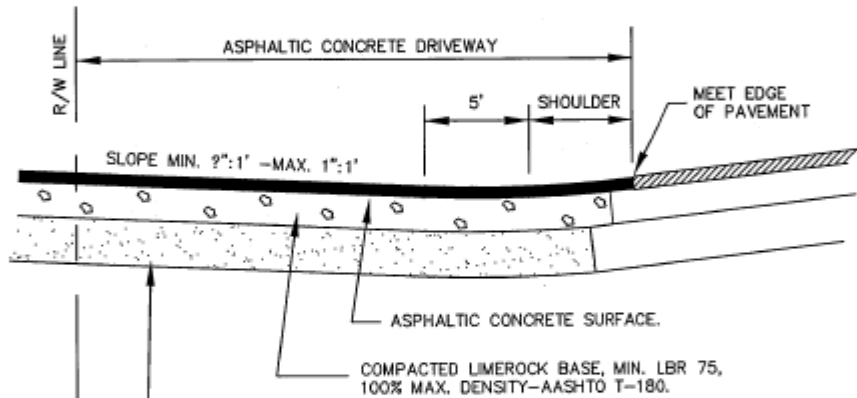 ASPHALTIC CONCRETE DRIVEWAY
R/W LINE
5'
SHOULDER
MEET EDGE
OF PAVEMENT
SLOPE MIN. ?":1' -MAX. 1":1'
ASPHALTIC CONCRETE SURFACE.
COMPACTED LIMEROCK BASE, MIN. LBR 75,
100% MAX. DENSITY-AASHTO T-180.